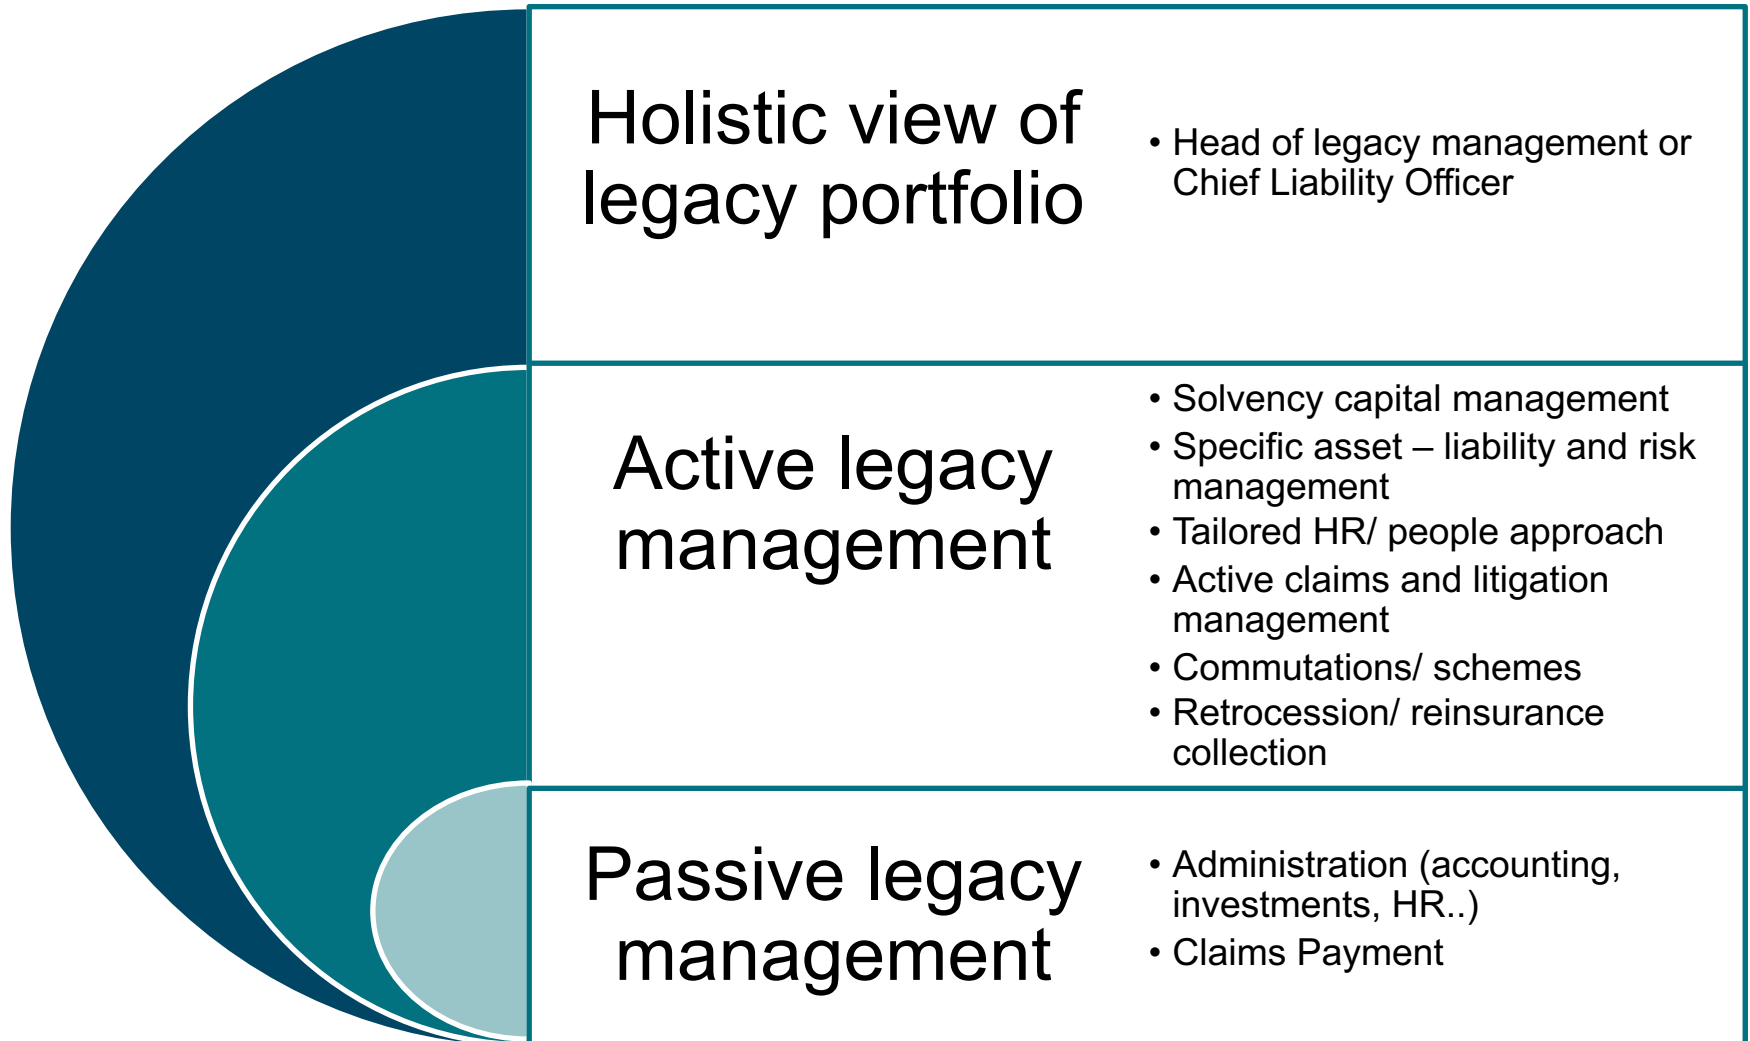 Holistic view of
legacy portfolio
• Head of legacy management or
Chief Liability Officer
Active legacy
management
• Solvency capital management
• Specific asset – liability and risk
management
• Tailored HR/ people approach
• Active claims and litigation
management
• Commutations/ schemes
• Retrocession/ reinsurance
collection
Passive legacy
management
• Administration (accounting,
investments, HR..)
• Claims Payment